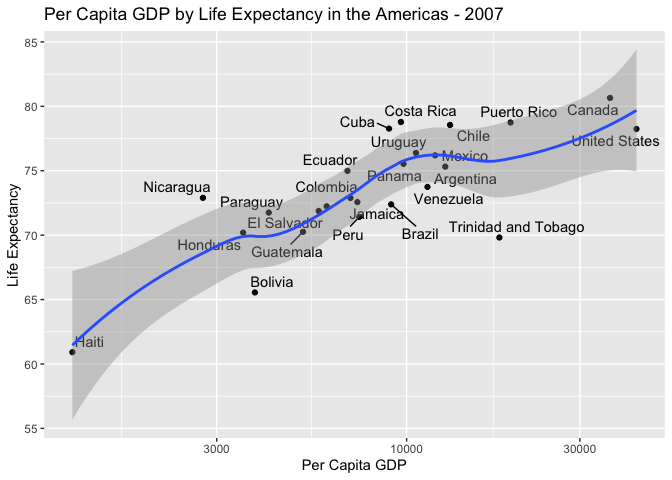 Per Capita GDP by Life Expectancy in the Americas - 2007
85
80
75
70
65
60
55
Life Expectancy
Costa Rica
Puerto Rico
Canada
Cuba
Chile
United States
Uruguay
Ecuador
Mexico
Panama
Argentina
Nicaragua
Colombia
Venezuela
Paraguay
Jamaica
El Salvador
Trinidad and Tobago
Honduras
Peru
Brazil
Guatemala
Bolivia
Haiti
3000
10000
30000
Per Capita GDP